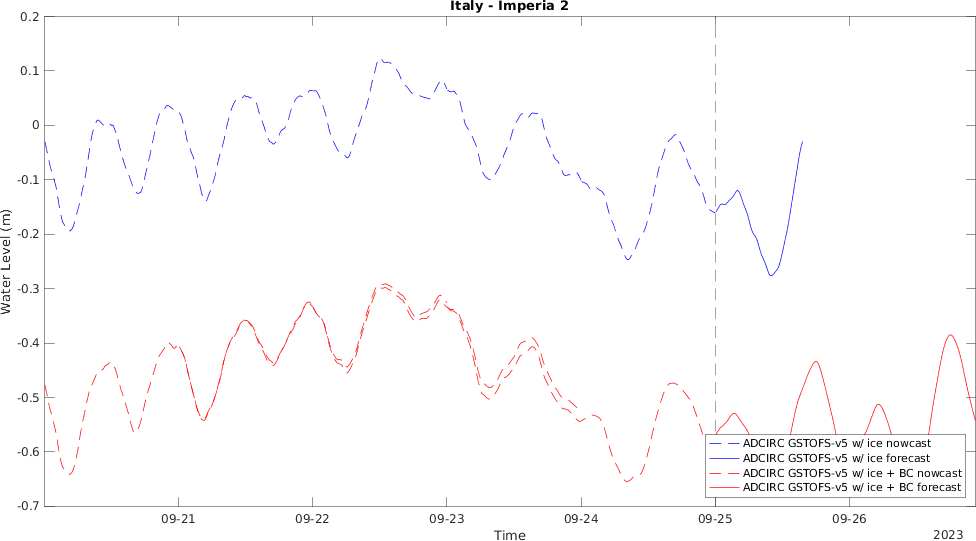 Italy - Imperia 2
Water Level (m)
0.2
0.1
0
-0.1
-0.2
-0.3
-0.4
-0.5
-0.6
-0.7
ADCIRC GSTOFS-v5 w/ ice nowcast
ADCIRC GSTOFS-v5 w/ ice forecast
ADCIRC GSTOFS-v5 w/ ice + BC nowcast
ADCIRC GSTOFS-v5 w/ ice + BC forecast
09-21 09-22 09-23 09-24 09-25 09-26
Time
2023